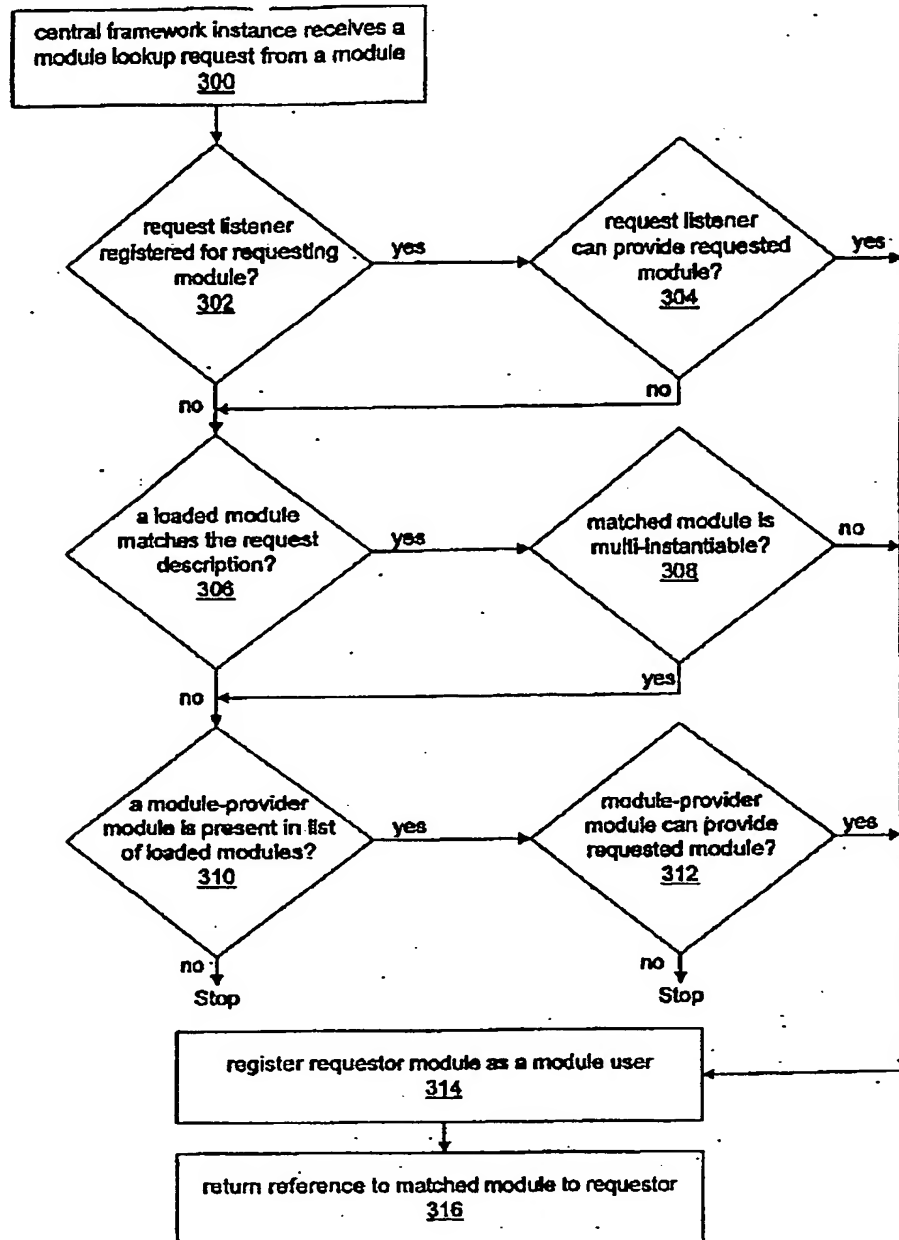 central framework instance receives a
module lookup request from a module
300
request listener
registered for requesting
module?
302
yes
request listener
can provide requested
module?
304
yes
no
no
a loaded module
matches the request
description?
306
yes
matched module is
multi-instantiable?
308
no
no
yes
a module-provider
module is present in list
of loaded modules?
310
yes
module-provider
module can provide
requested module?
312
yes
no
Stop
no
Stop
register requestor module as a module user
314
return reference to matched module to requestor
316